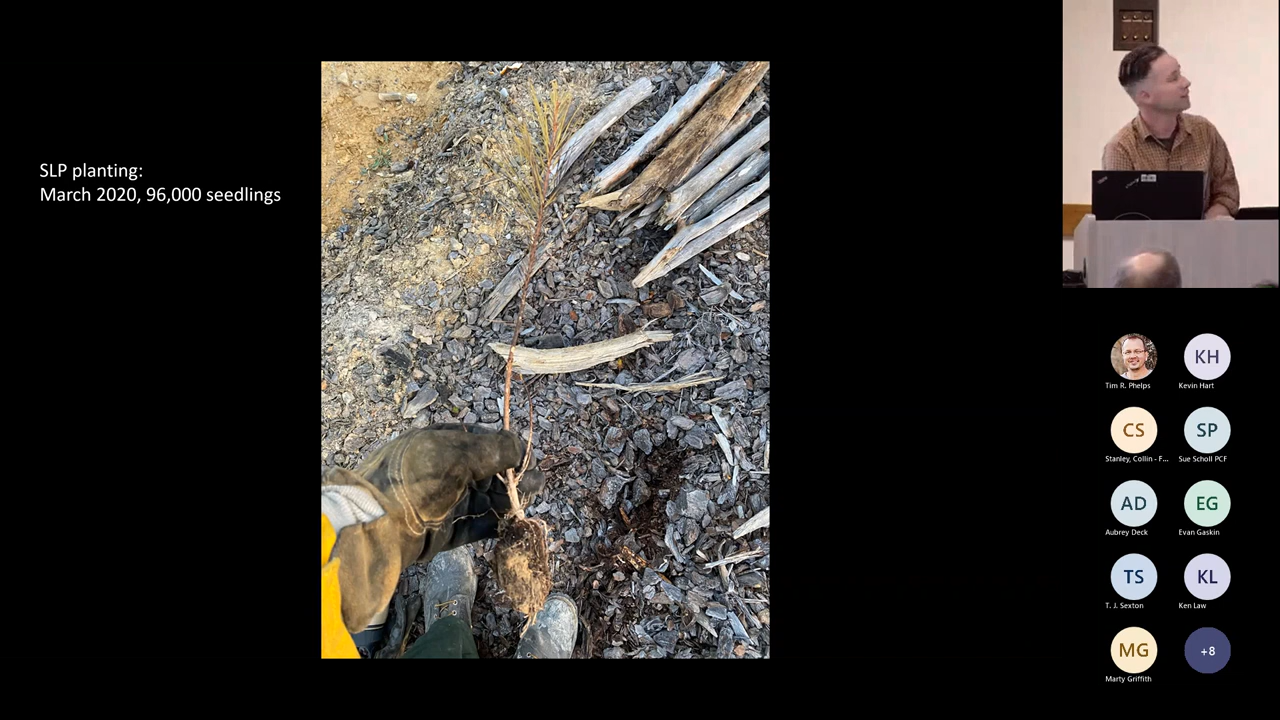 SLP planting:
March 2020, 96,000 seedlings
KH
Tim R. Phelps
Kevin Hart
CS
SP
Stanley, Collin - F...
Sue Scholl PCF
AD
EG
Aubrey Deck
Evan Gaskin
TS
KL
T. J. Sexton
Ken Law
MG
+8
Marty Griffith